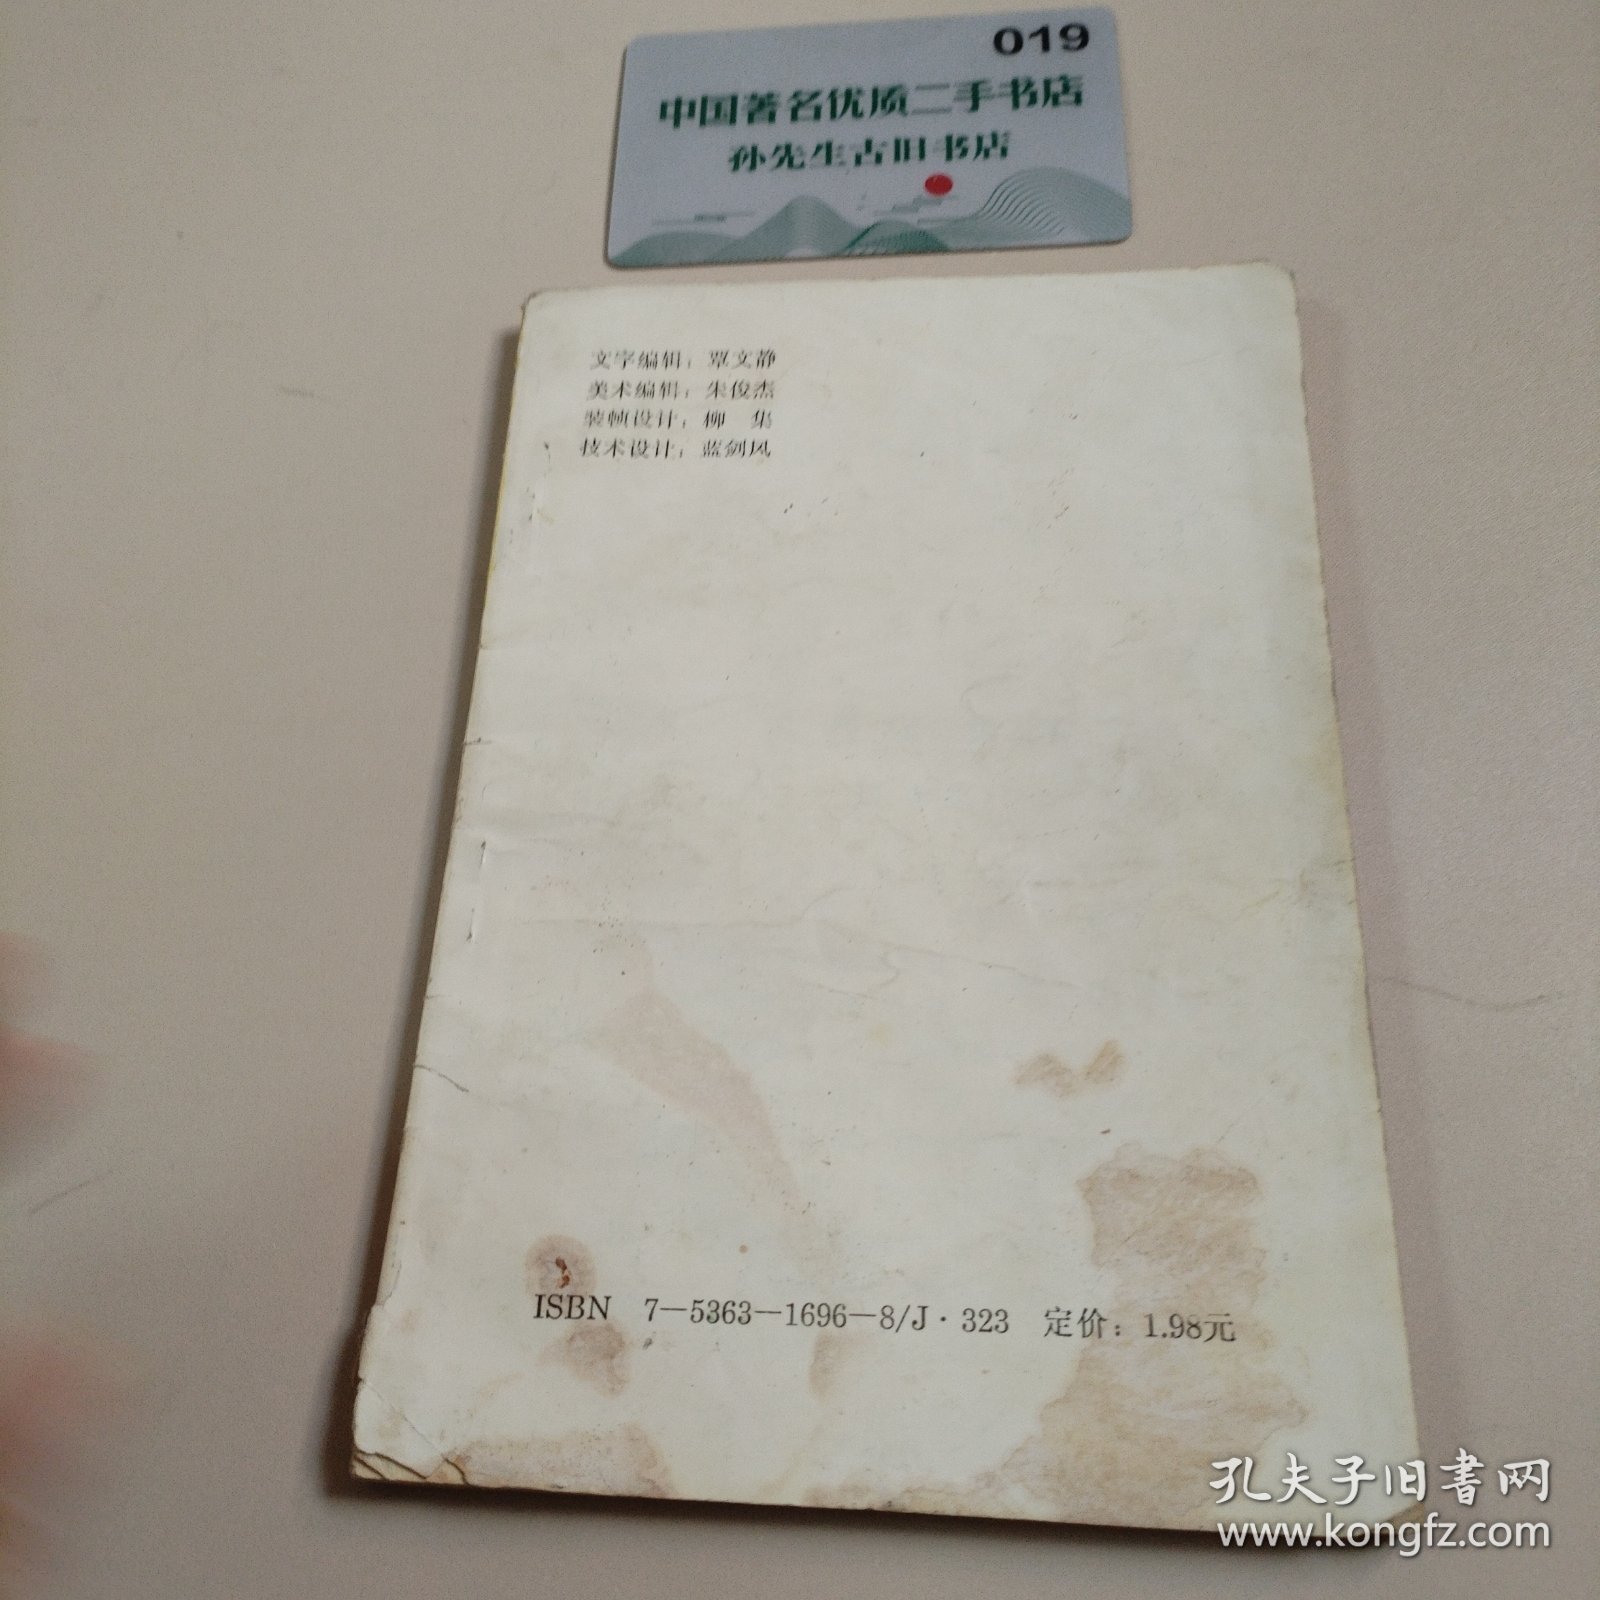 019
中国著名优质二手书店
孙先生古旧书店
文字编辑：覃文静
美术编辑：朱俊杰
装帧设计：柳　集
技术设计：蓝剑风
ISBN 7—5363—1696—8/J·323 定价：1.98元
孔夫子旧书网
www.kongfz.com